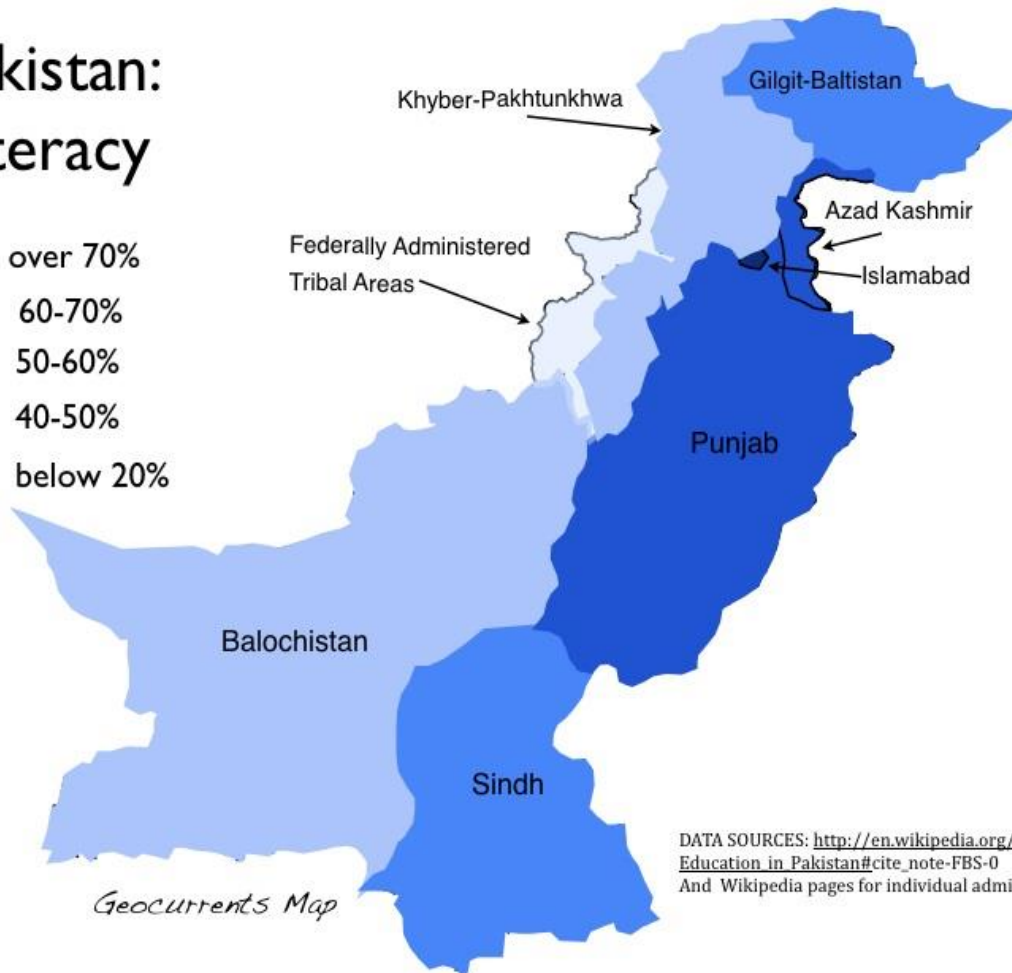 kistan:
teracy
over 70%
60-70%
50-60%
40-50%
below 20%
Khyber-Pakhtunkhwa
Gilgit-Baltistan
Federally Administered
Tribal Areas
Azad Kashmir
Islamabad
Punjab
Balochistan
Sindh
Geocurrents Map
DATA SOURCES: http://en.wikipedia.org/
Education_in_Pakistan#cite_note-FBS-0
And Wikipedia pages for individual admi